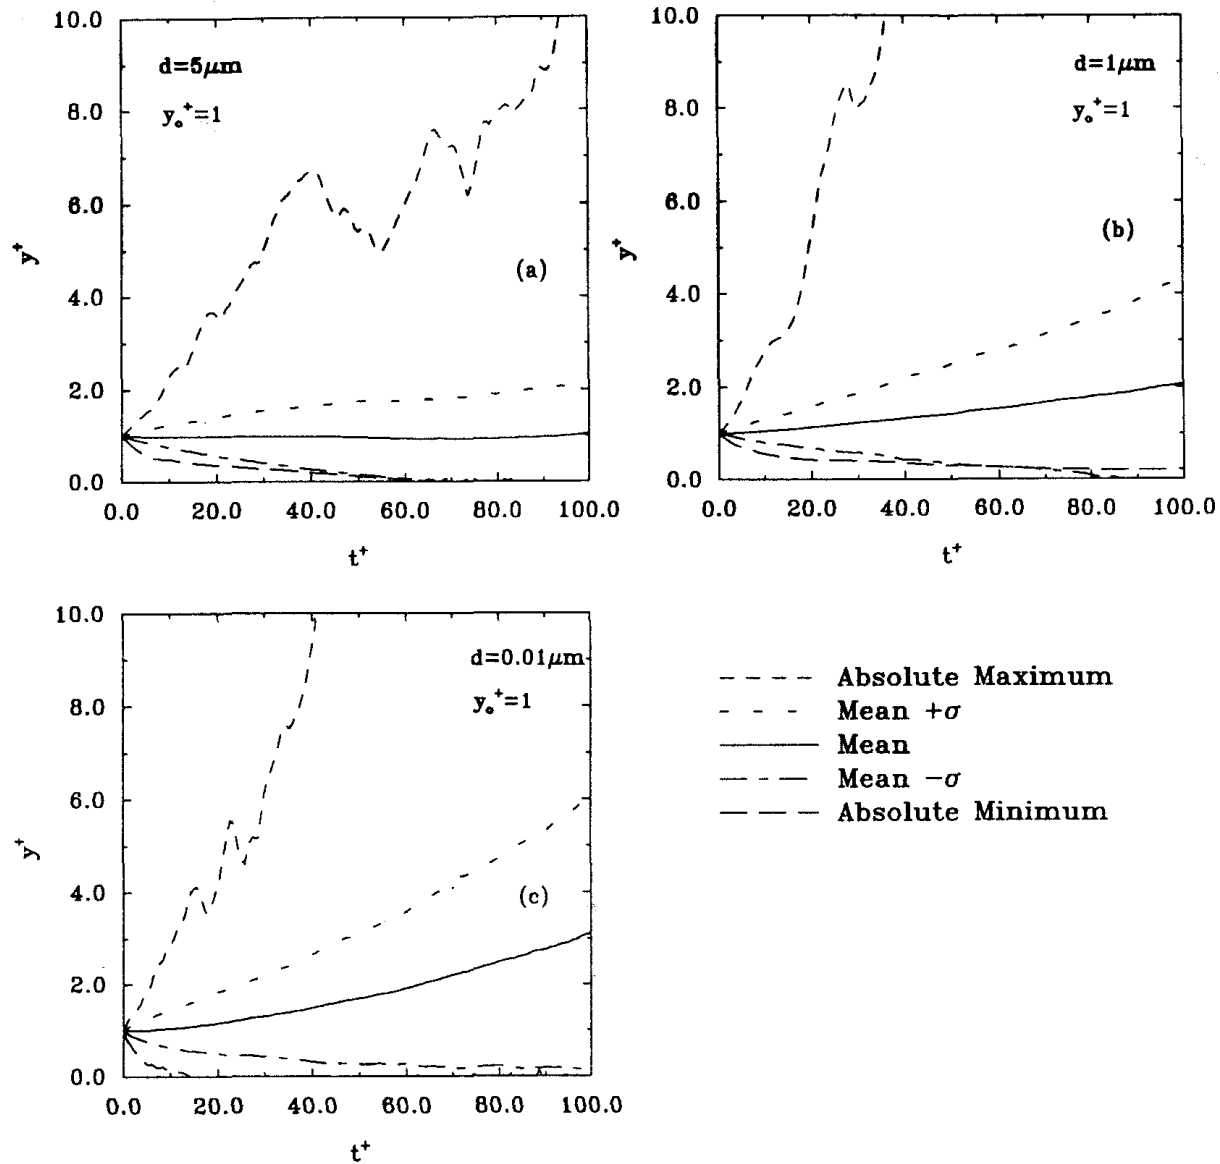 10.0
8.0
6.0
4.0
2.0
0.0
y⁺
d=5μm
y₀⁺=1
(a)
0.0 20.0 40.0 60.0 80.0 100.0
t⁺
10.0
8.0
6.0
4.0
2.0
0.0
y⁺
d=1μm
y₀⁺=1
(b)
0.0 20.0 40.0 60.0 80.0 100.0
t⁺
10.0
8.0
6.0
4.0
2.0
0.0
y⁺
d=0.01μm
y₀⁺=1
(c)
0.0 20.0 40.0 60.0 80.0 100.0
t⁺
Absolute Maximum
Mean +σ
Mean
Mean −σ
Absolute Minimum